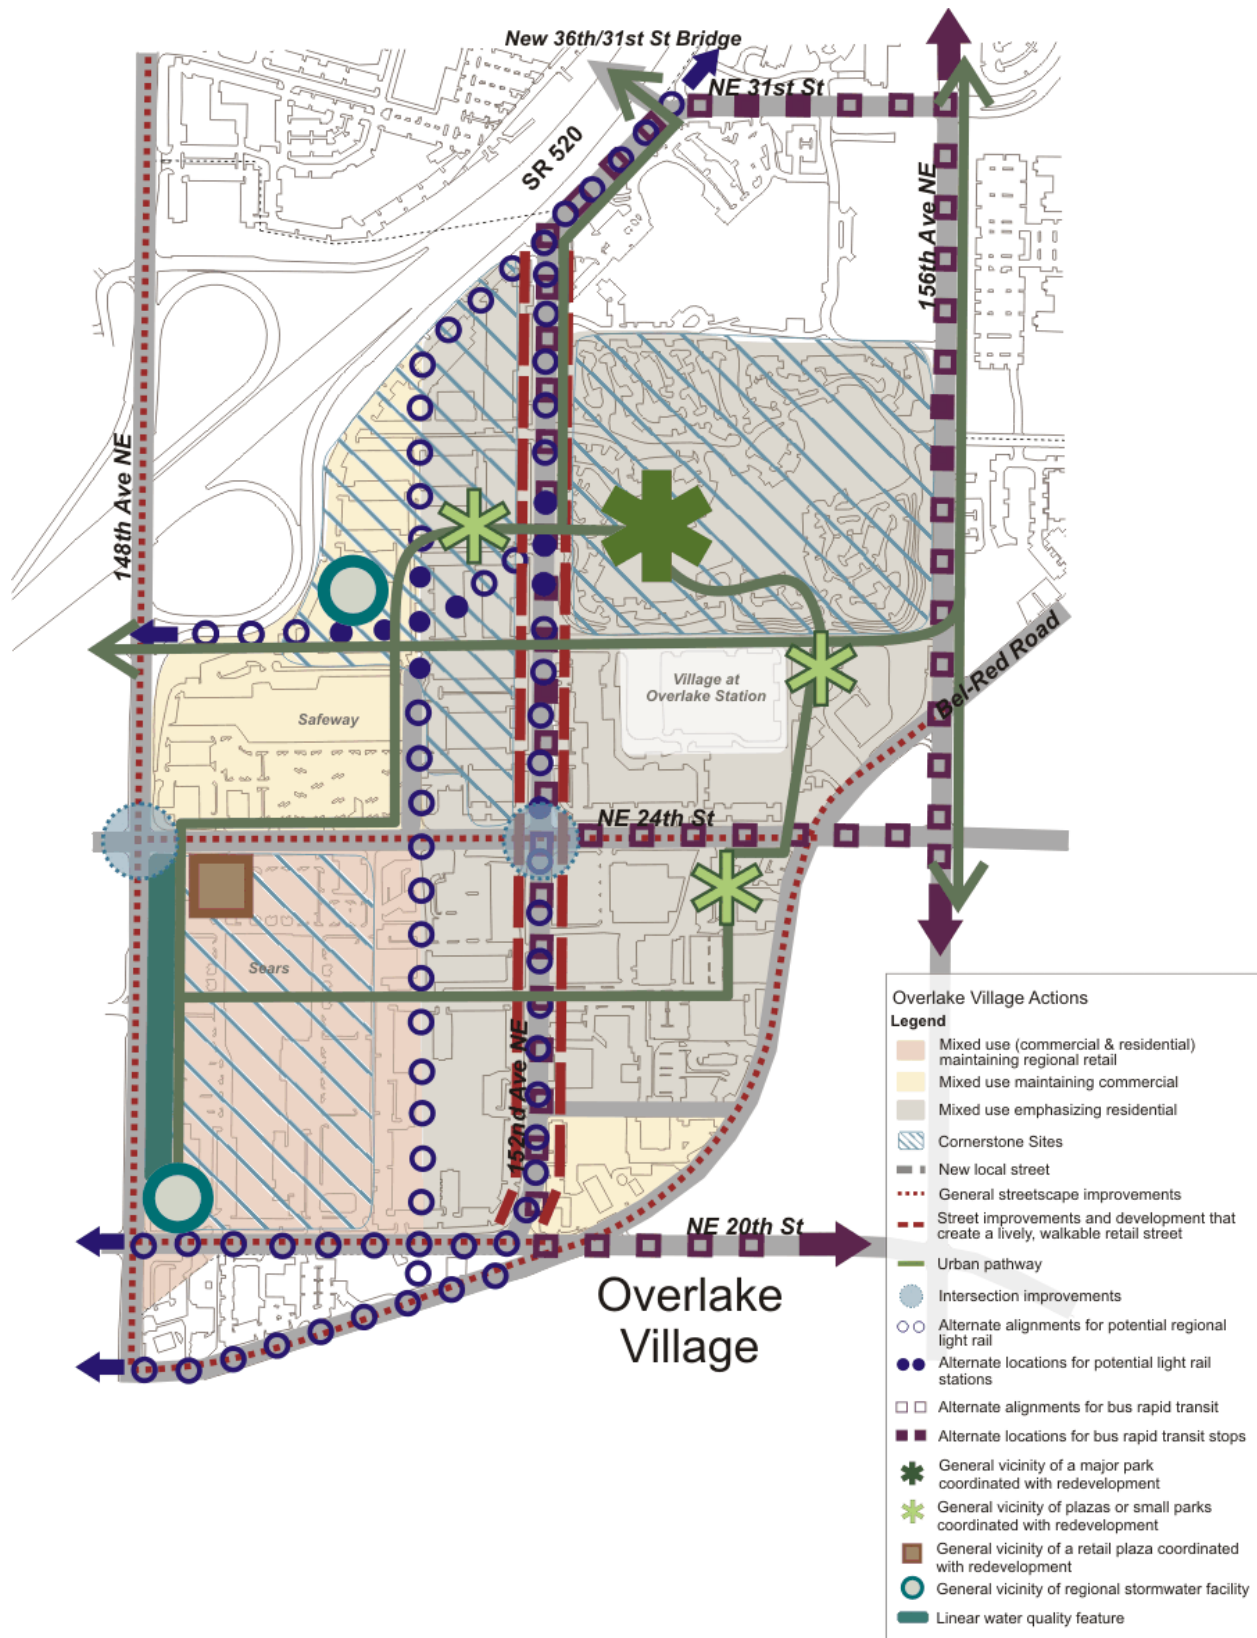 New 36th/31st St Bridge
NE 31st St
SR 520
156th Ave NE
148th Ave NE
Bel-Red Road
Village at
Overlake Station
Safeway
NE 24th St
Sears
152nd Ave NE
NE 20th St
Overlake
Village
Overlake Village Actions
Legend
Mixed use (commercial & residential)
maintaining regional retail
Mixed use maintaining commercial
Mixed use emphasizing residential
Cornerstone Sites
New local street
General streetscape improvements
Street improvements and development that
create a lively, walkable retail street
Urban pathway
Intersection improvements
Alternate alignments for potential regional
light rail
Alternate locations for potential light rail
stations
Alternate alignments for bus rapid transit
Alternate locations for bus rapid transit stops
General vicinity of a major park
coordinated with redevelopment
General vicinity of plazas or small parks
coordinated with redevelopment
General vicinity of a retail plaza coordinated
with redevelopment
General vicinity of regional stormwater facility
Linear water quality feature